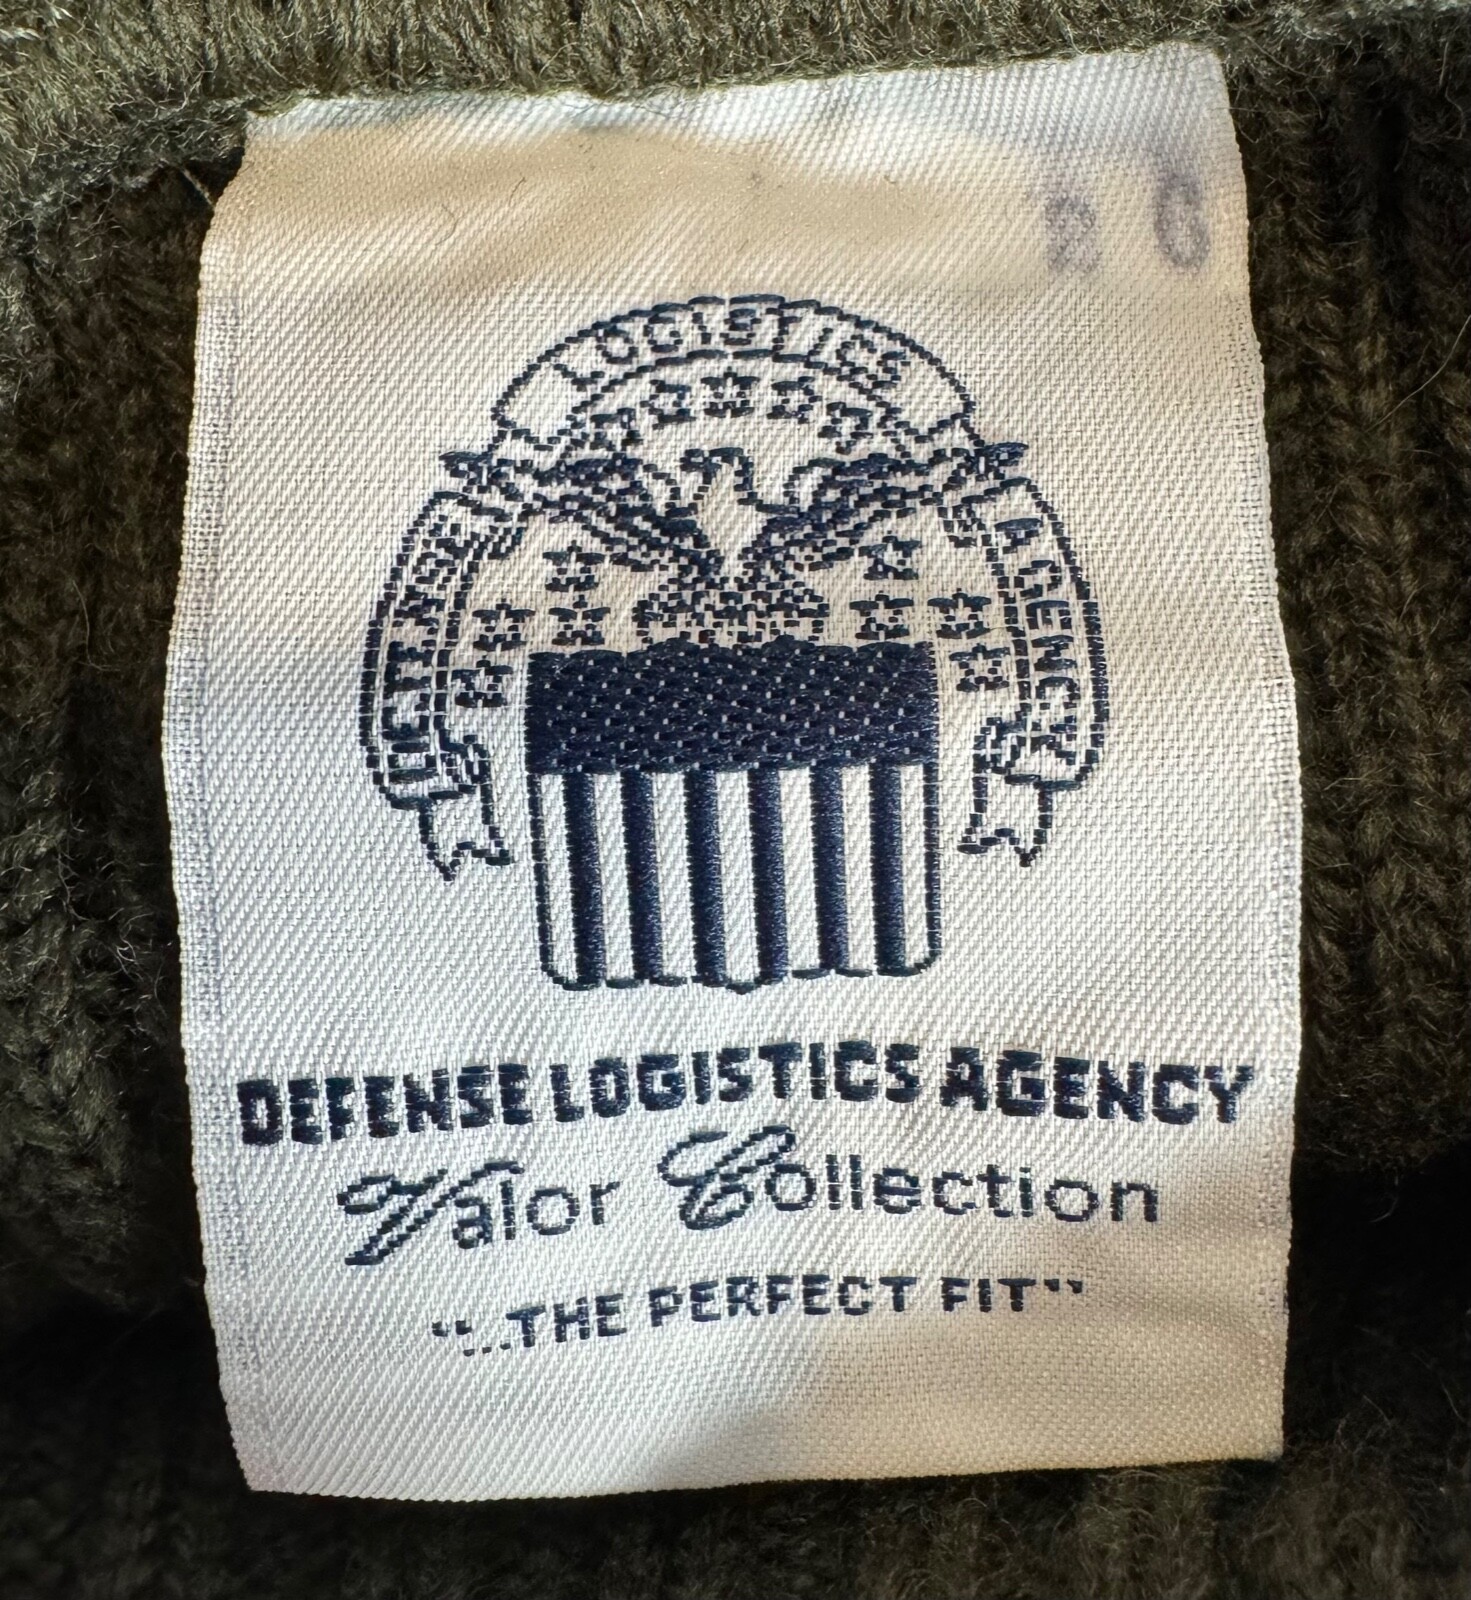 LOGISTICS
DEFENSE
AGENCY
DEFENSE LOGISTICS AGENCY
Valor Collection
"...THE PERFECT FIT"